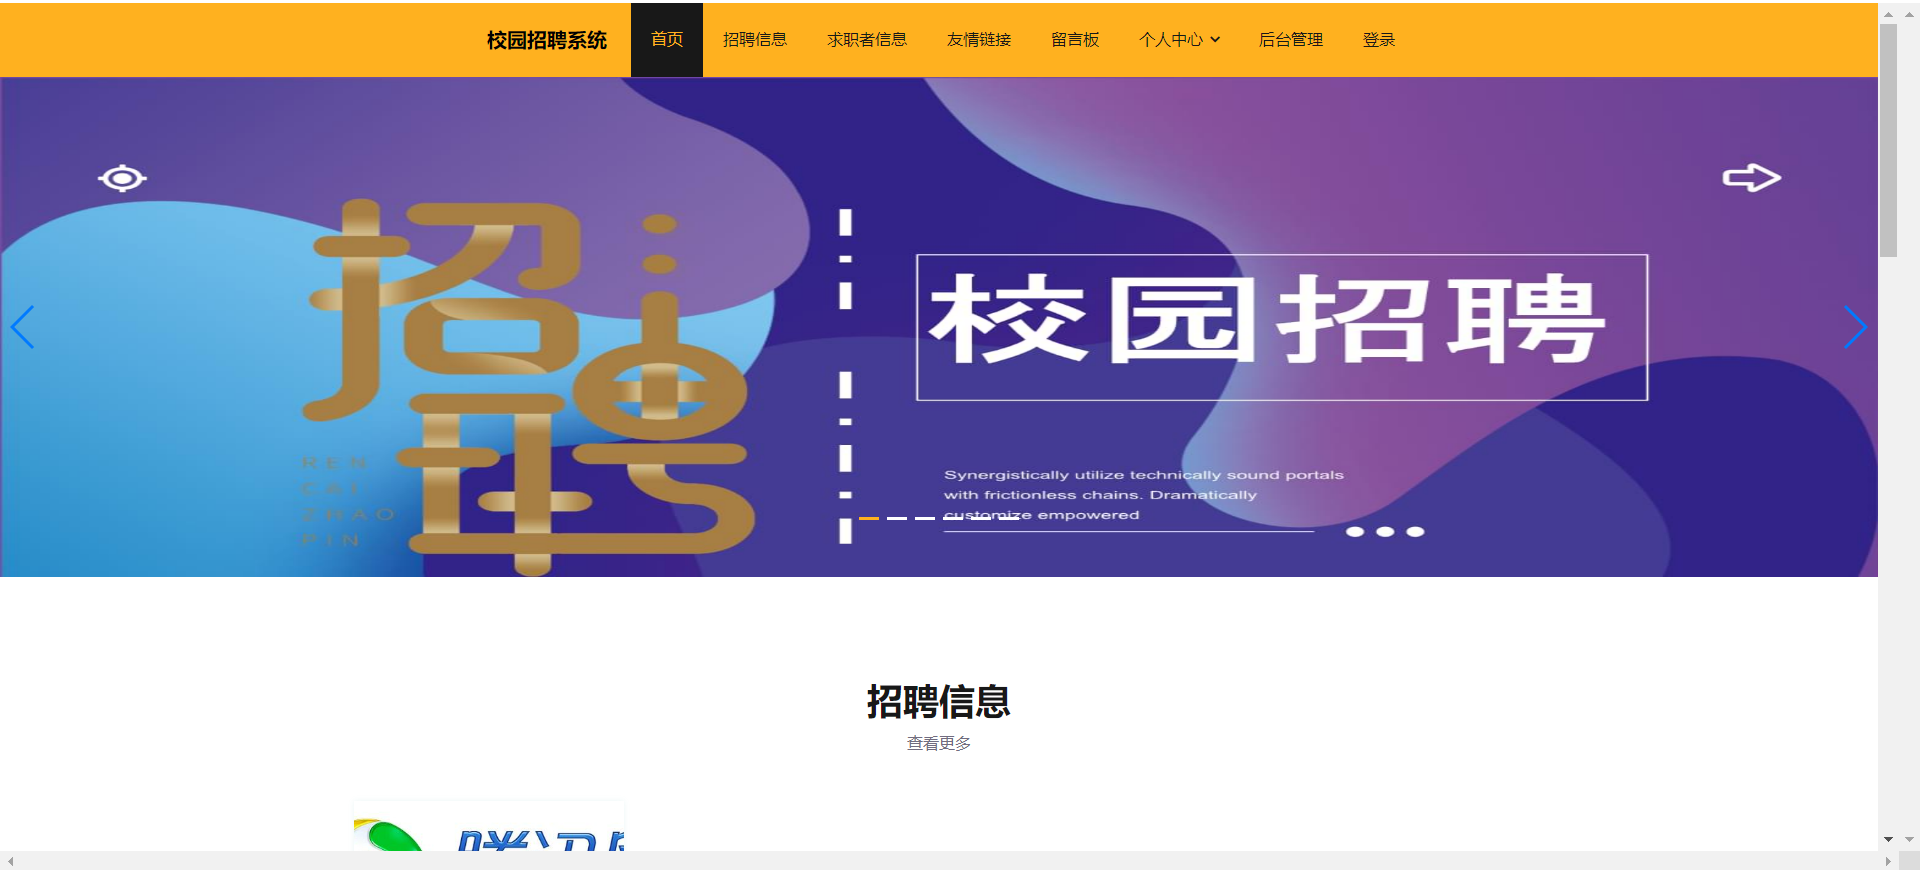 校园招聘系统 首页 招聘信息 求职者信息 友情链接 留言板 个人中心 后台管理 登录
招聘
REN
CAI
ZHAO
PIN
校园招聘
Synergistically utilize technically sound portals
with frictionless chains. Dramatically
customize empowered
招聘信息
查看更多